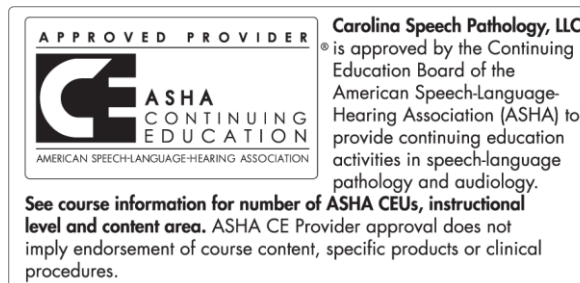 APPROVED PROVIDER
CE
ASHA
CONTINUING
EDUCATION
AMERICAN SPEECH-LANGUAGE-HEARING ASSOCIATION
®
Carolina Speech Pathology, LLC
is approved by the Continuing
Education Board of the
American Speech-Language-
Hearing Association (ASHA) to
provide continuing education
activities in speech-language
pathology and audiology.
See course information for number of ASHA CEUs, instructional
level and content area. ASHA CE Provider approval does not
imply endorsement of course content, specific products or clinical
procedures.